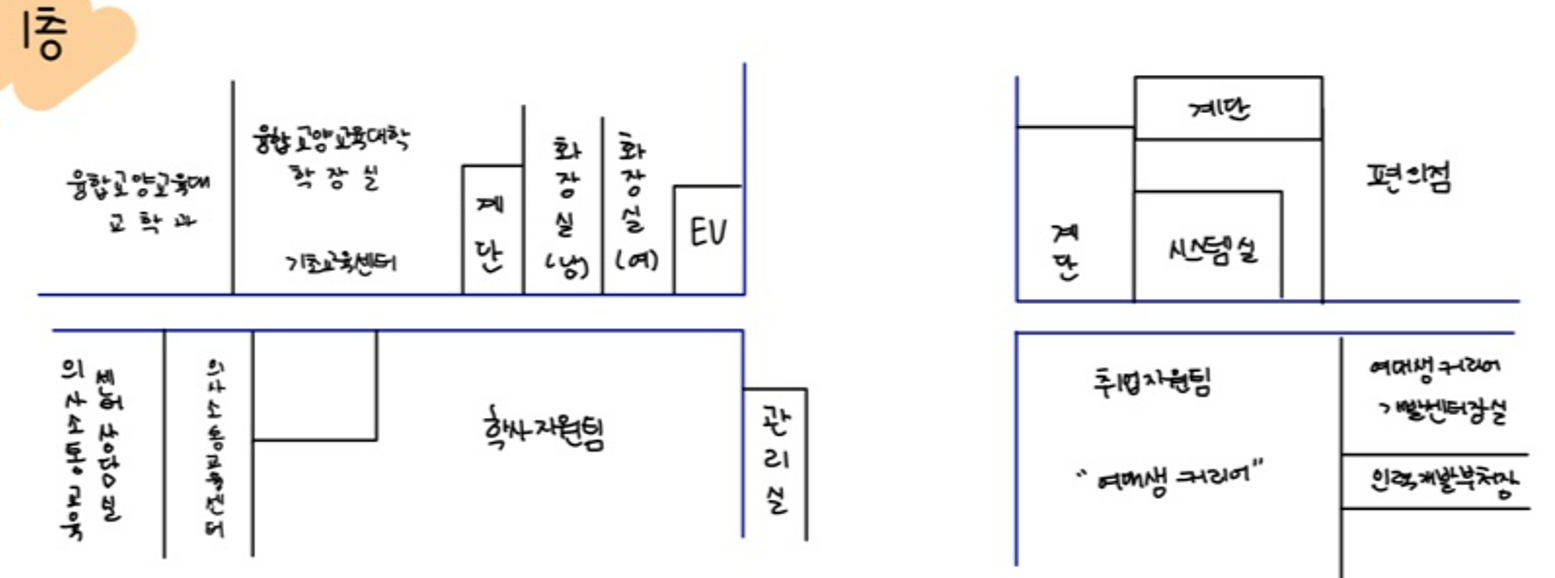 1층
융합교양교육대
교학과
융합교양교육대학
학장실
기초교육센터
계단
화장실(남)
화장실(여)
EV
계단
계단
시스템실
편의점
의사소통교육
센터 상담실
의사소통교육센터
학사지원팀
관리실
취업지원팀
"여대생 커리어"
여대생 커리어
개발센터장실
인력개발부처장